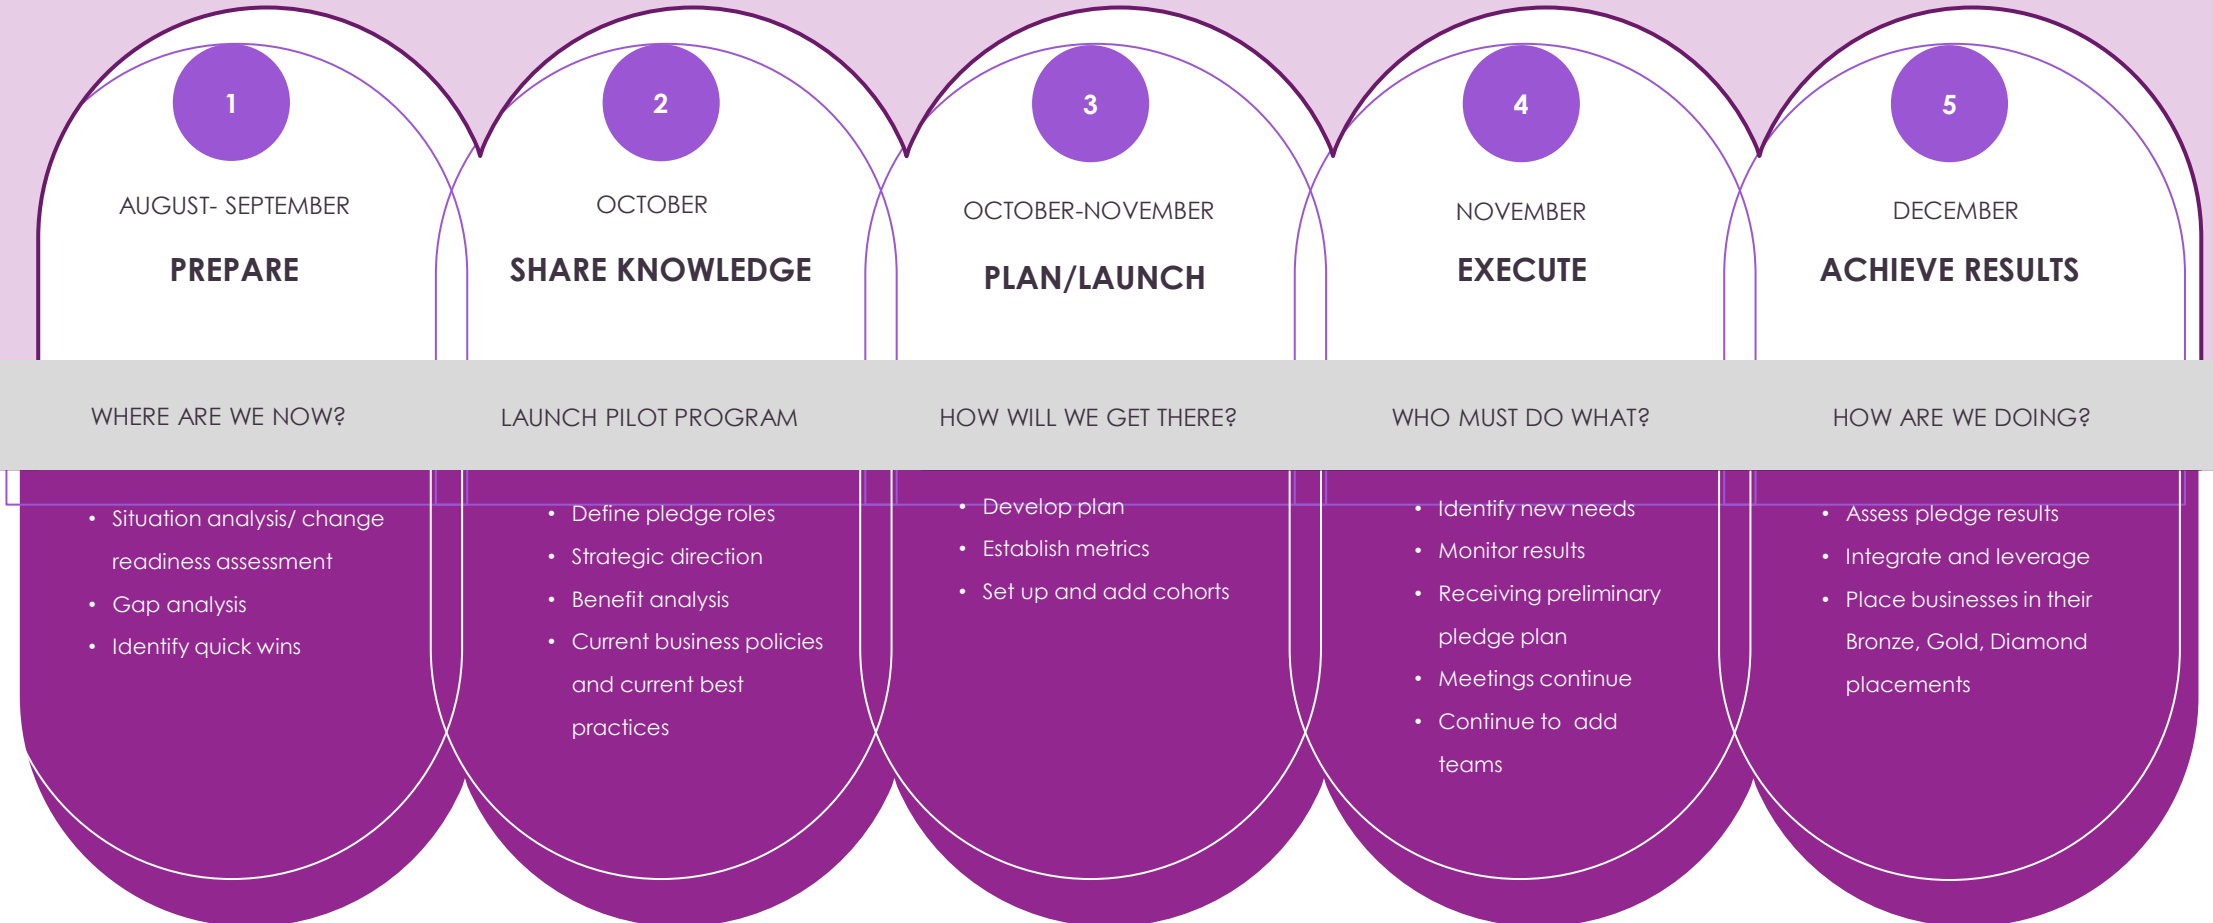 1
AUGUST- SEPTEMBER
PREPARE
WHERE ARE WE NOW?
• Situation analysis/ change
readiness assessment
• Gap analysis
• Identify quick wins
2
OCTOBER
SHARE KNOWLEDGE
LAUNCH PILOT PROGRAM
• Define pledge roles
• Strategic direction
• Benefit analysis
• Current business policies
and current best
practices
3
OCTOBER-NOVEMBER
PLAN/LAUNCH
HOW WILL WE GET THERE?
• Develop plan
• Establish metrics
• Set up and add cohorts
4
NOVEMBER
EXECUTE
WHO MUST DO WHAT?
• Identify new needs
• Monitor results
• Receiving preliminary
pledge plan
• Meetings continue
• Continue to  add
teams
5
DECEMBER
ACHIEVE RESULTS
HOW ARE WE DOING?
• Assess pledge results
• Integrate and leverage
• Place businesses in their
Bronze, Gold, Diamond
placements